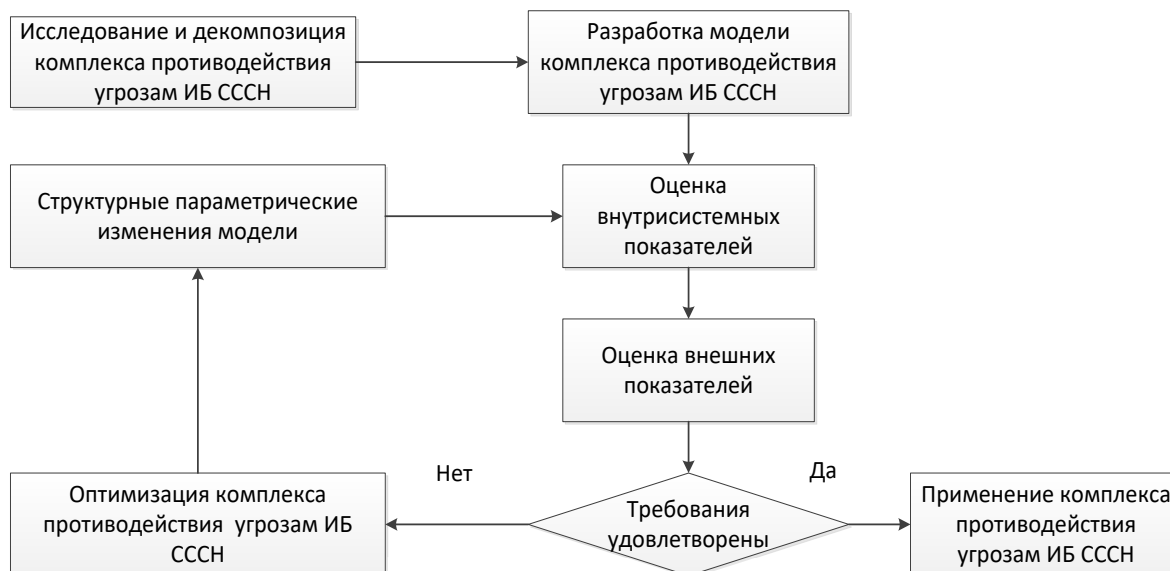 Исследование и декомпозиция
комплекса противодействия
угрозам ИБ СССН
Разработка модели
комплекса противодействия
угрозам ИБ СССН
Структурные параметрические
изменения модели
Оценка
внутрисистемных
показателей
Оценка внешних
показателей
Нет
Да
Оптимизация комплекса
противодействия угрозам ИБ
СССН
Требования
удовлетворены
Применение комплекса
противодействия
угрозам ИБ СССН